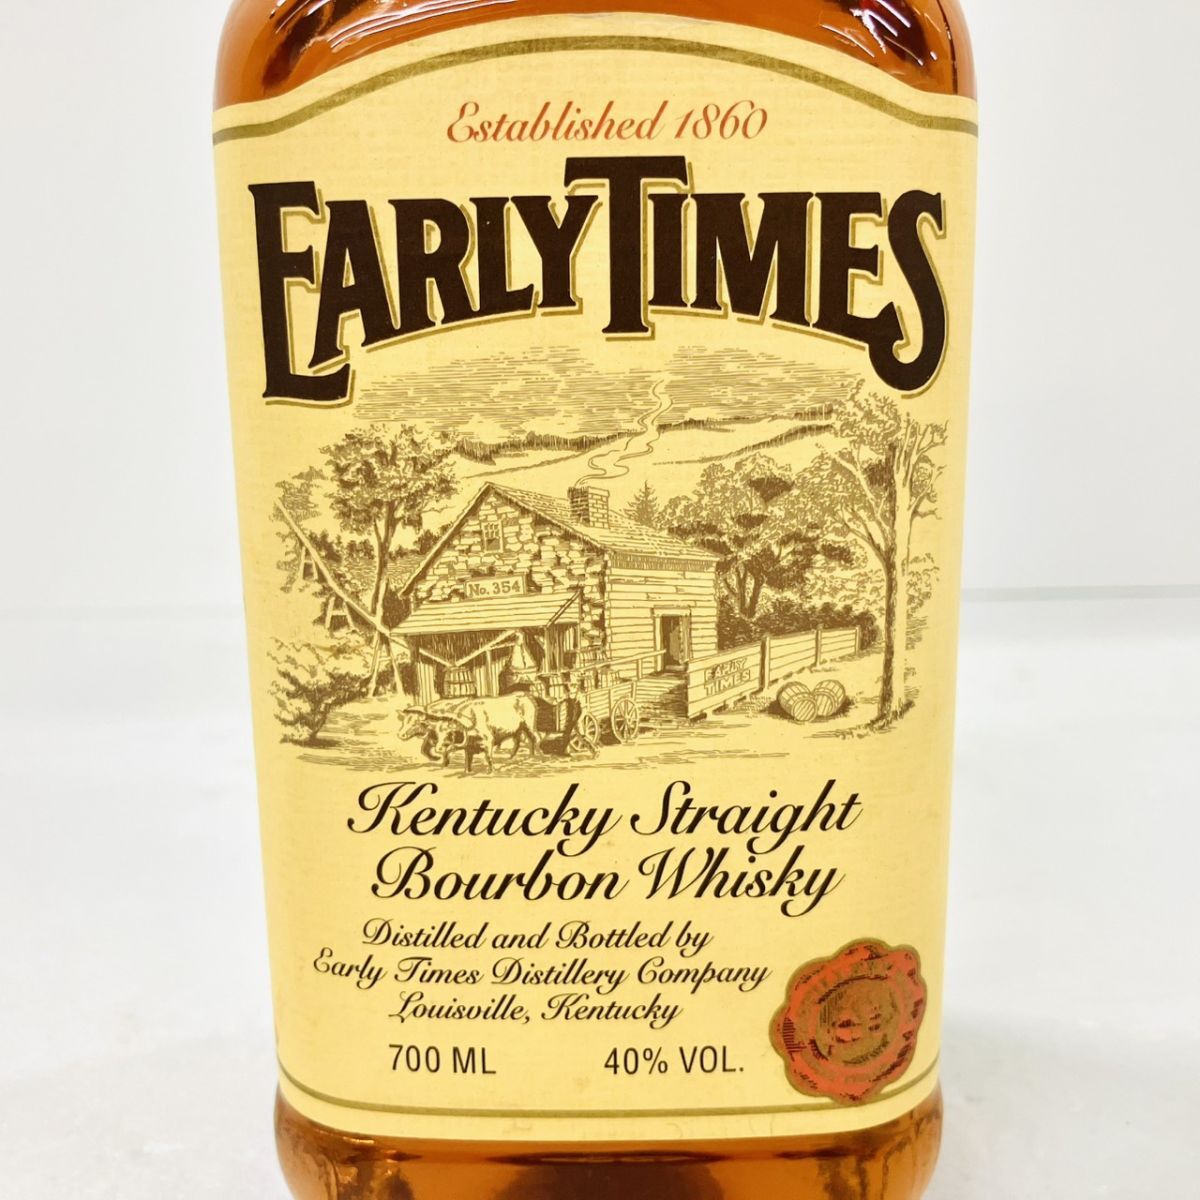 Established 1860
EARLY TIMES
No. 354
EARLY
TIMES
Kentucky Straight
Bourbon Whisky
Distilled and Bottled by
Early Times Distillery Company
Louisville, Kentucky
700 ML 40% VOL.